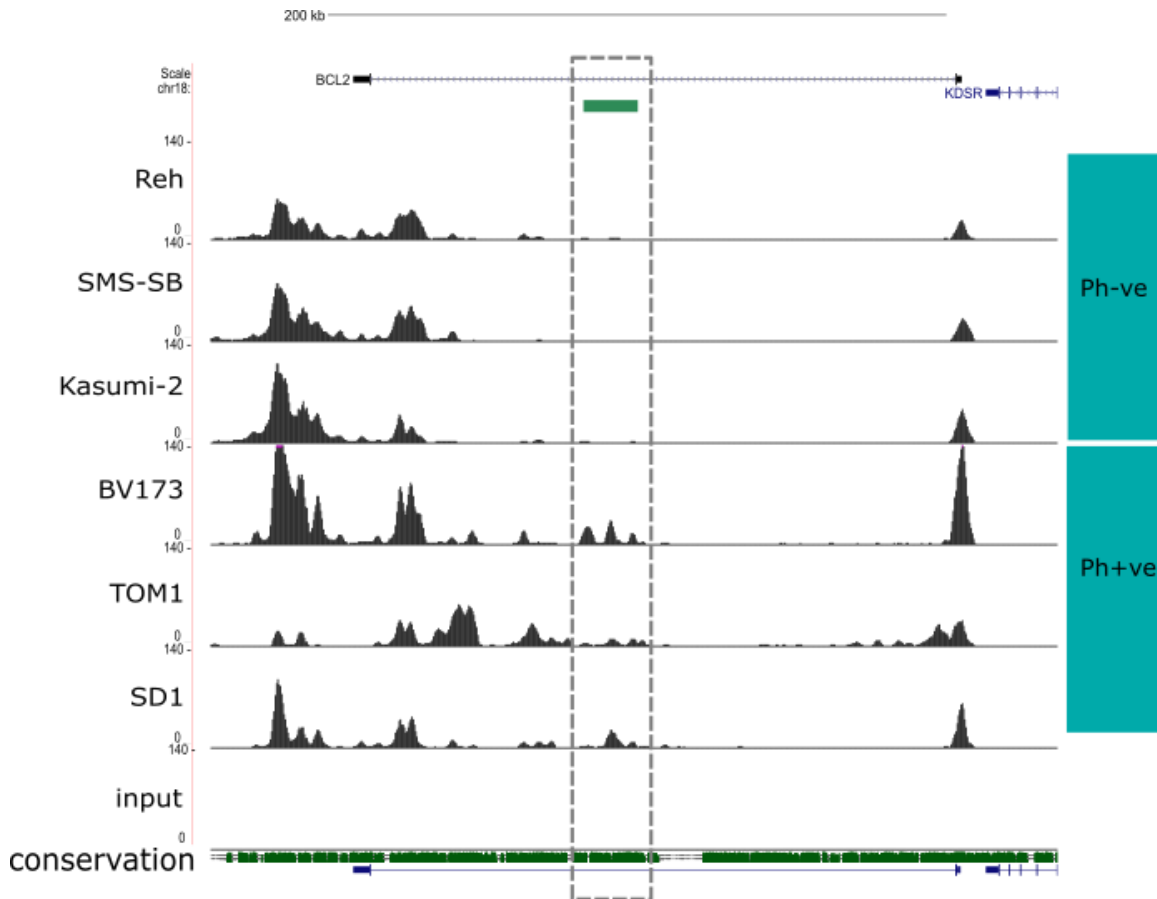 200 kb
Scale
chr18:
BCL2
KDSR
140
Reh
0
140
SMS-SB
0
140
Kasumi-2
0
140
BV173
0
140
TOM1
0
140
SD1
0
140
input
0
conservation
Ph-ve
Ph+ve